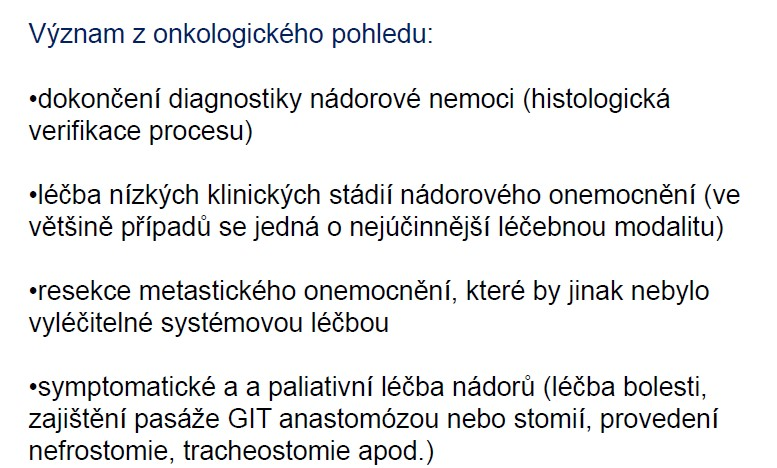 Význam z onkologického pohledu:
•dokončení diagnostiky nádorové nemoci (histologická
verifikace procesu)
•léčba nízkých klinických stádií nádorového onemocnění (ve
většině případů se jedná o nejúčinnější léčebnou modalitu)
•resekce metastického onemocnění, které by jinak nebylo
vyléčitelné systémovou léčbou
•symptomatické a a paliativní léčba nádorů (léčba bolesti,
zajištění pasáže GIT anastomózou nebo stomií, provedení
nefrostomie, tracheostomie apod.)